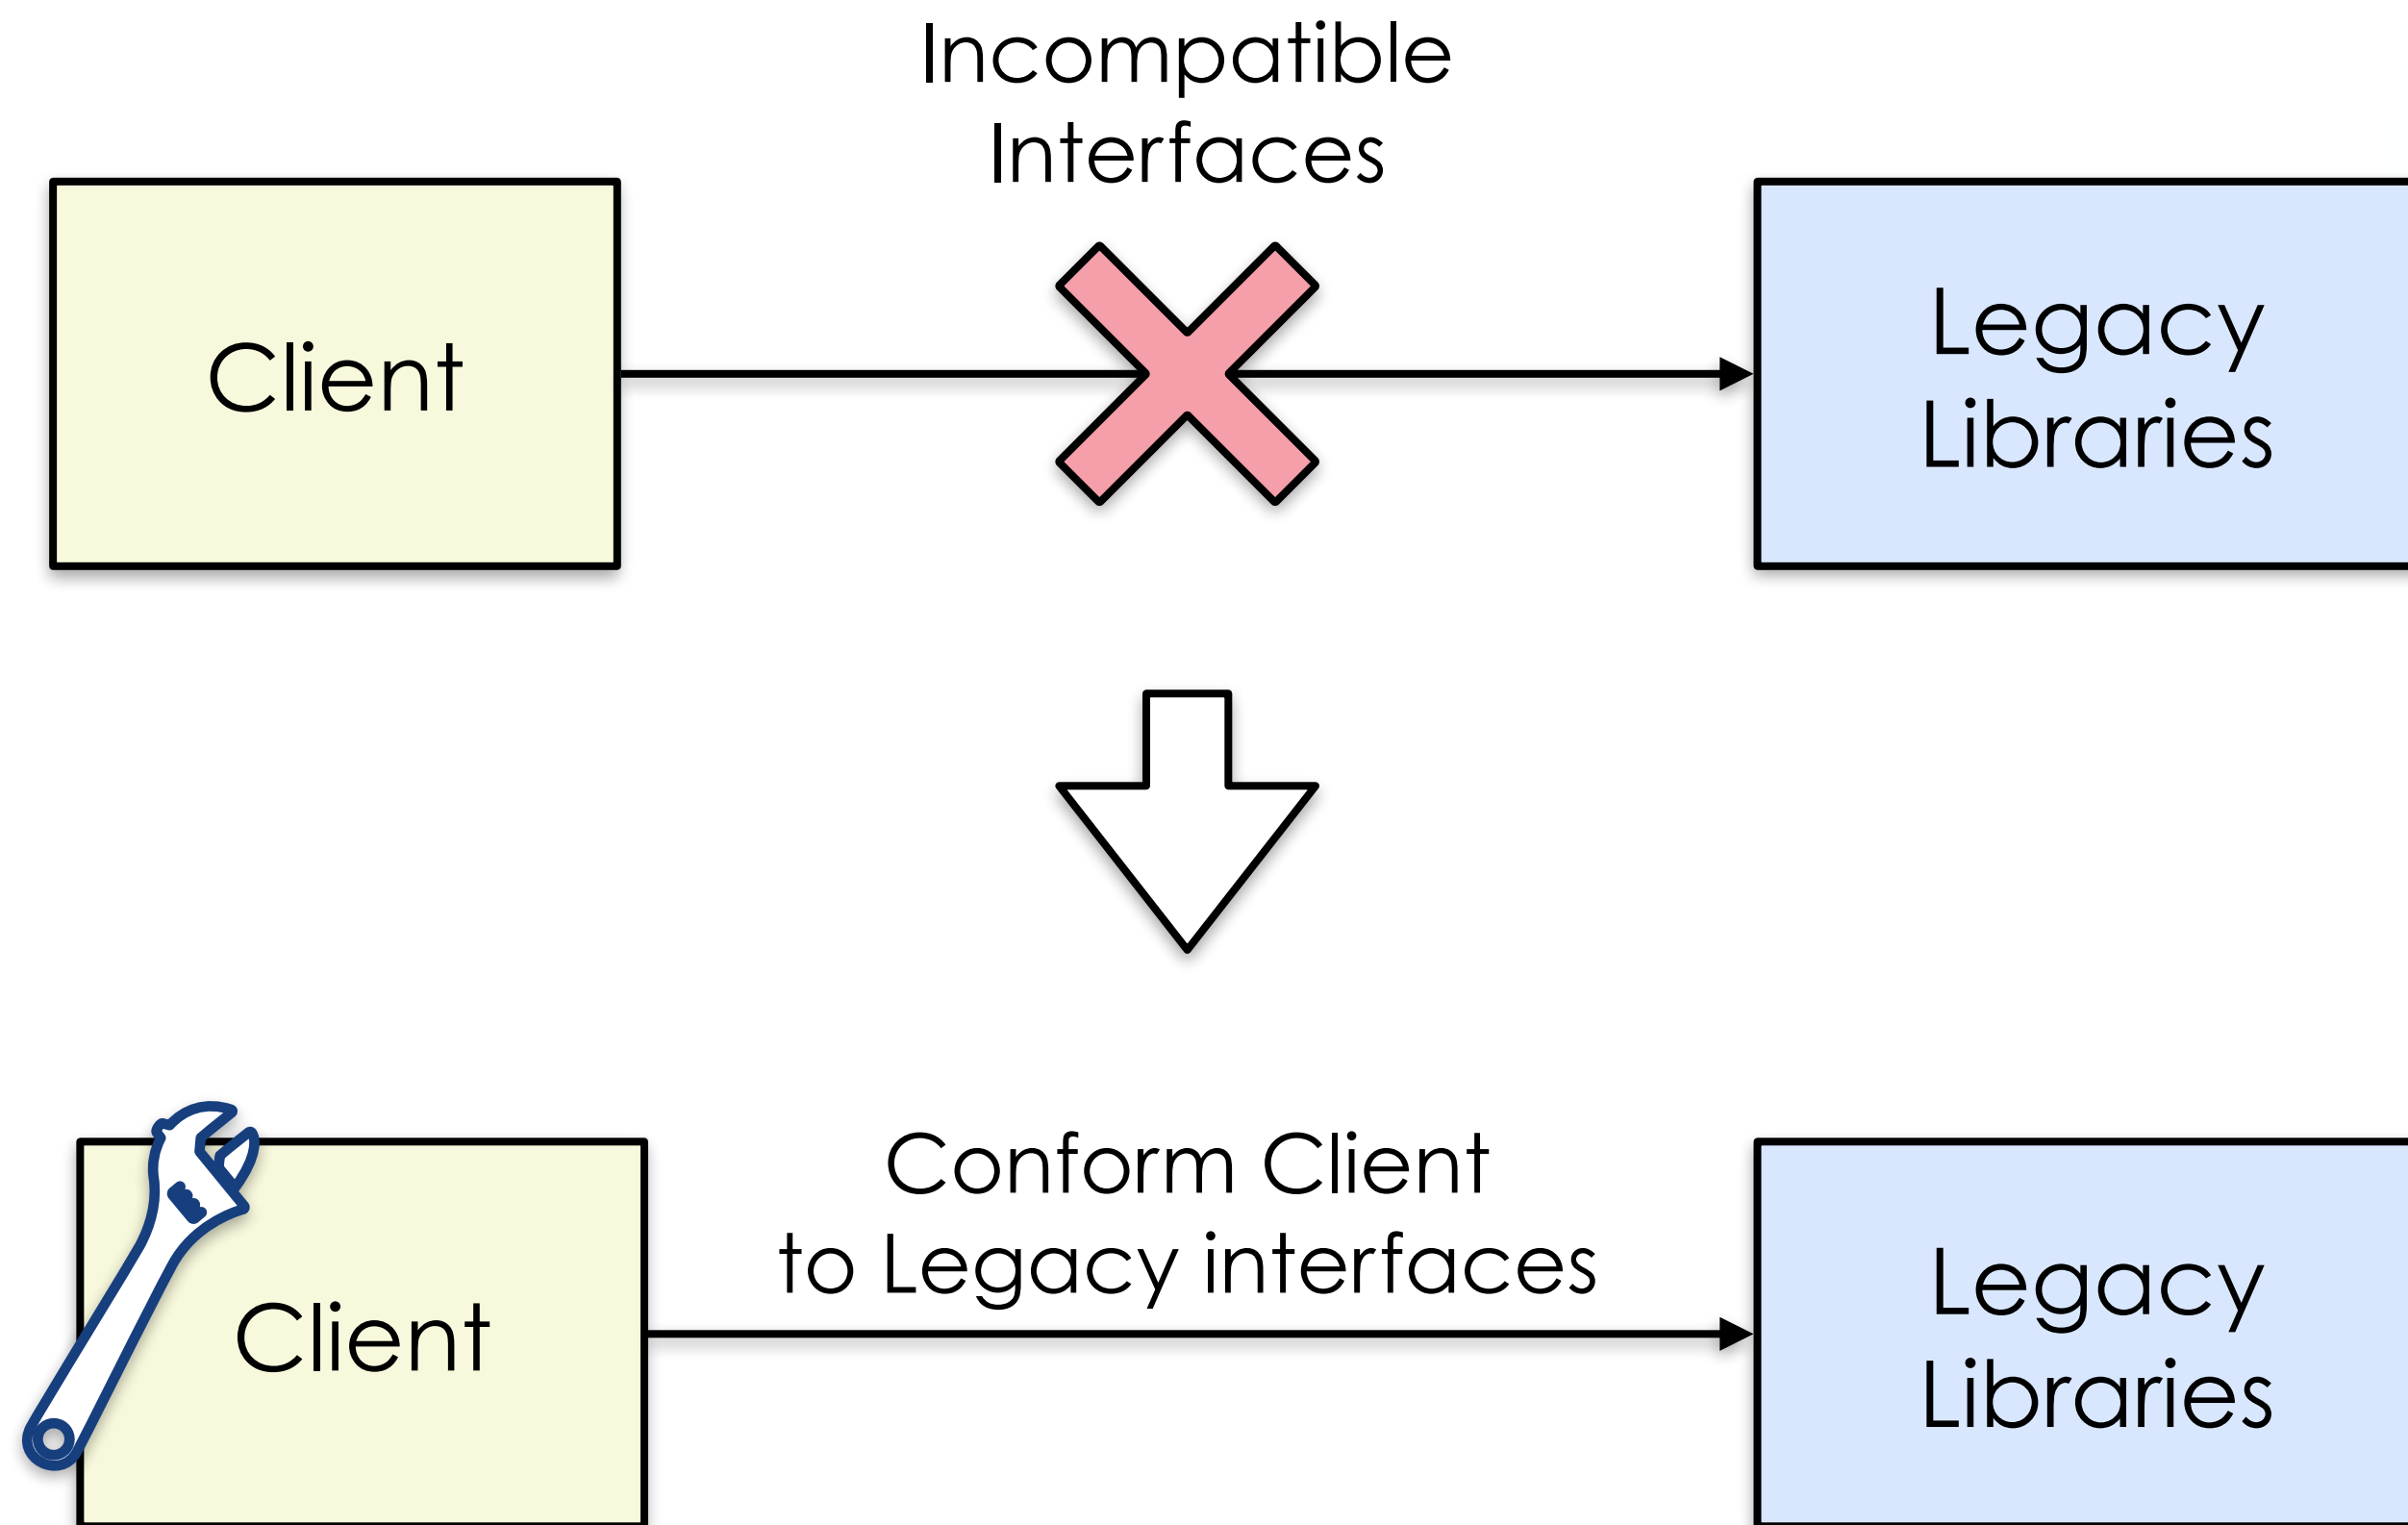 Incompatible
Interfaces
Client
Legacy
Libraries
Conform Client
to Legacy interfaces
Client
Legacy
Libraries